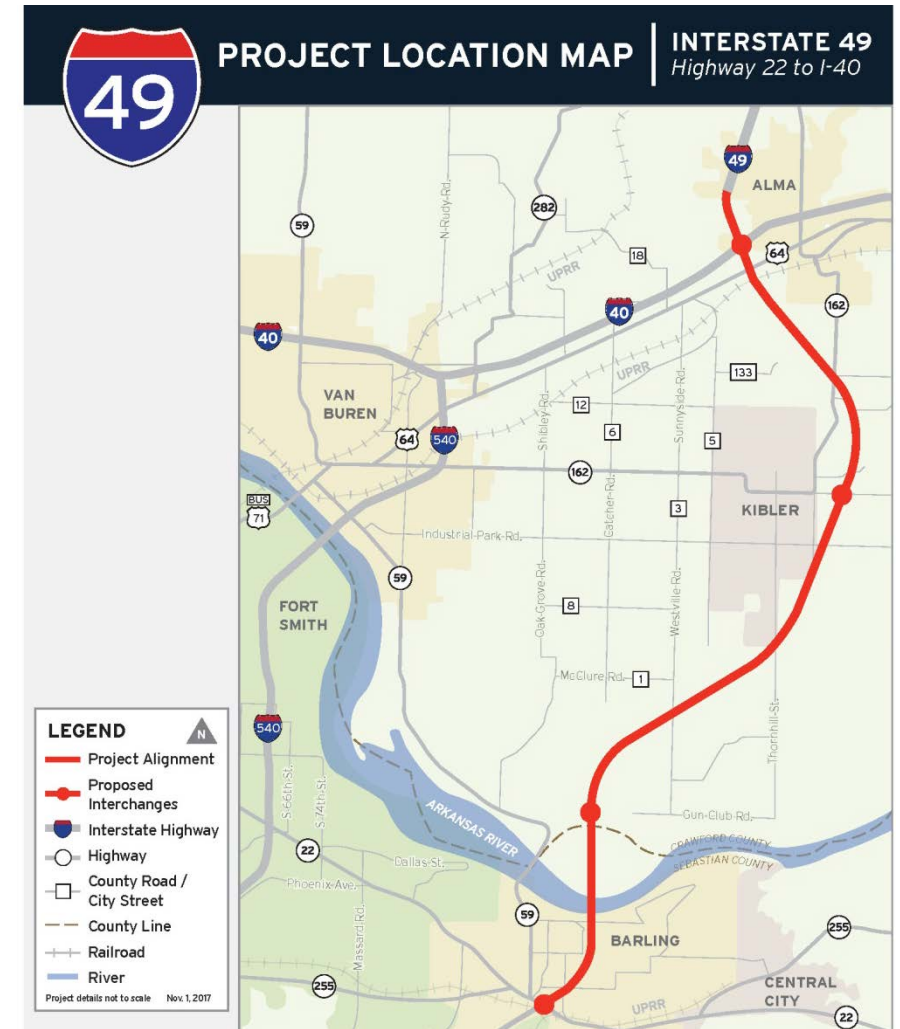 49
PROJECT LOCATION MAP
INTERSTATE 49
Highway 22 to I-40
49
ALMA
59
282
N-Rudy-Rd.
18
64
UPRR
40
162
40
UPRR
133
VAN
BUREN
12
Shibley-Rd.
Sunnyside-Rd.
64
540
6
5
162
Catcher-Rd.
BUS
71
3
KIBLER
Industrial-Park-Rd.
59
FORT
SMITH
8
Oak-Grove-Rd.
Westville-Rd.
McClure Rd.
1
Thornhill-St.
540
S-66th-St.
S-74th-St.
ARKANSAS RIVER
Gun-Club Rd.
CRAWFORD COUNTY
SEBASTIAN COUNTY
22
Dallas-St.
Phoenix-Ave.
Massard-Rd.
59
BARLING
255
255
CENTRAL
CITY
UPRR
22
LEGEND
N
Project Alignment
Proposed
Interchanges
Interstate Highway
Highway
County Road /
City Street
County Line
Railroad
River
Project details not to scale Nov. 1, 2017